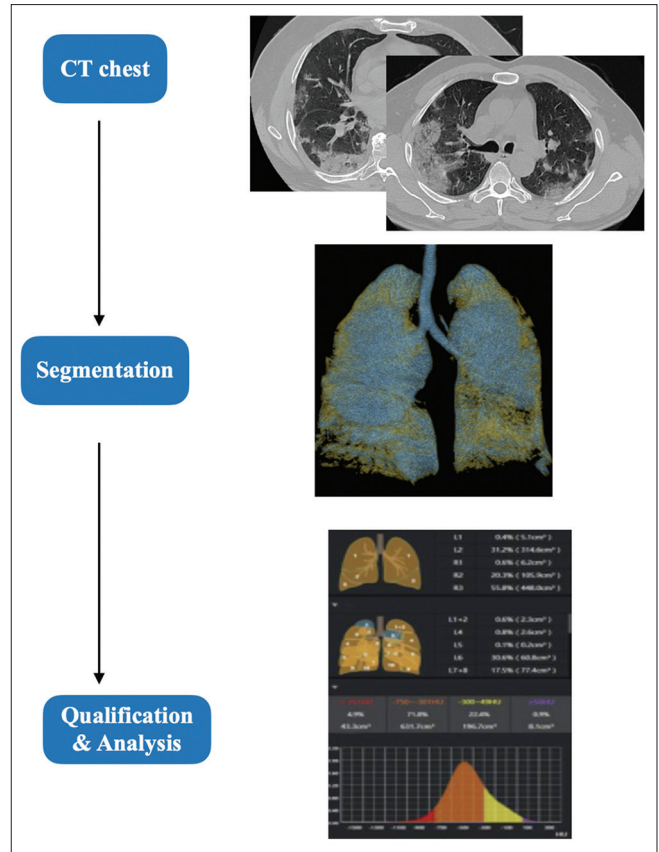 CT chest
Segmentation
L1 0.4% ( 5.1cm³ )
L2 31.2% ( 314.6cm³ )
R1 0.6% ( 6.2cm³ )
R2 20.3% ( 105.9cm³ )
R3 55.8% ( 448.0cm³ )
L1+2 0.6% ( 2.3cm³ )
L4 0.8% ( 2.6cm³ )
L5 0.1% ( 0.2cm³ )
L6 30.6% ( 60.8cm³ )
L7+8 17.5% ( 77.4cm³ )
4.9% 71.8% 22.4% 0.9%
43.3cm³ 631.7cm³ 196.7cm³ 8.1cm³
Qualification
& Analysis